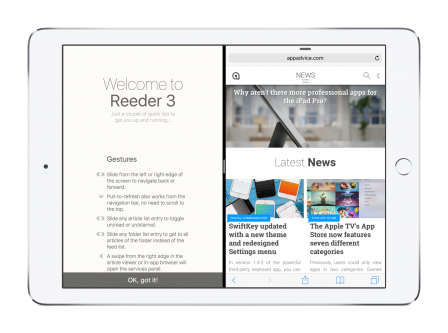 Welcome to
Reeder 3
Just a couple of quick tips to
get you up and running...
Gestures
Slide from the left or right edge of
the screen to navigate back or
forward.
Pull-to-refresh also works from the
navigation bar, no need to scroll to
the top.
Slide any article list entry to toggle
unread or un/starred.
Slide any folder list entry to get to all
articles of the folder instead of the
feed list.
A swipe from the right edge in the
article viewer or in-app browser will
open the services panel.
OK, got it!
appadvice.com
NEWS
Why aren't there more professional apps for
the iPad Pro?
Latest News
SwiftKey updated
with a new theme
and redesigned
Settings menu
In version 1.4.2 of the powerful
third-party keyboard app, you can
The Apple TV's App
Store now features
seven different
categories
Previously, users could only view
apps in two categories: Games